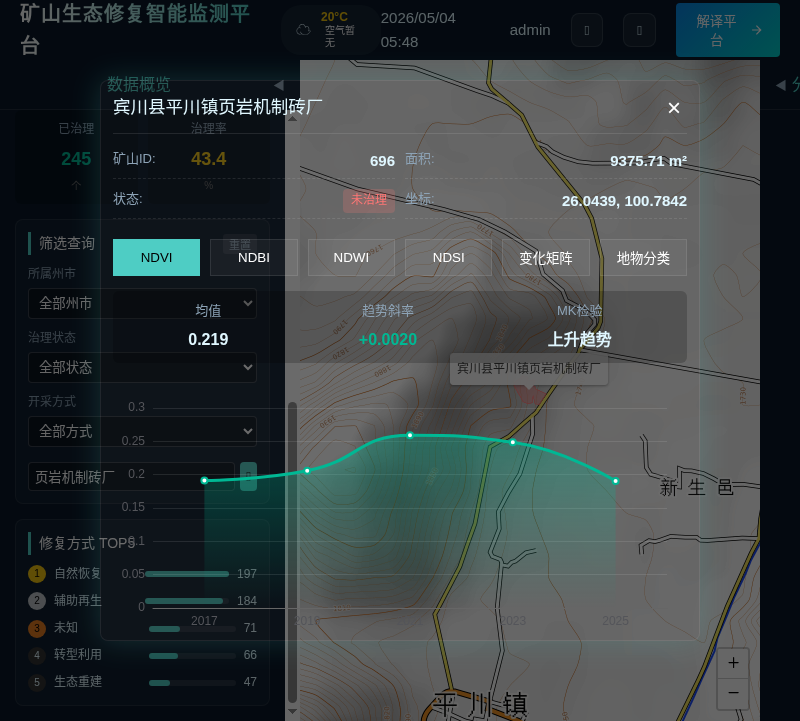 矿山生态修复智能监测平
台
20°C
空气暂
无
2026/05/04
05:48
admin
解译平
台
数据概览
已治理
245
个
治理率
43.4
%
宾川县平川镇页岩机制砖厂
×
矿山ID:
696
面积:
9375.71 m²
状态:
未治理
坐标:
26.0439, 100.7842
NDVI
NDBI
NDWI
NDSI
变化矩阵
地物分类
均值
0.219
趋势斜率
+0.0020
MK检验
上升趋势
筛选查询
重置
所属州市
全部州市
治理状态
全部状态
开采方式
全部方式
页岩机制砖厂
宾川县平川镇页岩机制砖厂
0.3
0.25
0.2
0.15
0.1
0.05
0
2017
2023
2025
修复方式 TOP5
1 自然恢复 197
2 辅助再生 184
3 未知 71
4 转型利用 66
5 生态重建 47
新生邑
平川镇
+
−